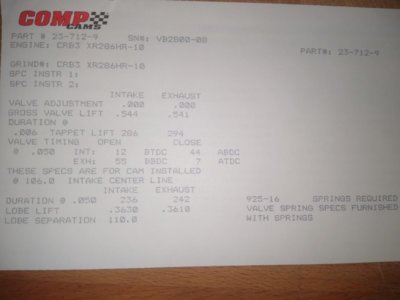 COMP
CAMS
PART # 23-712-9 SN#: VB2800-08
ENGINE: CRB3 XR286HR-10
PART#: 23-712-9
GRIND#: CRB3 XR286HR-10
SPC INSTR 1:
SPC INSTR 2:
INTAKE EXHAUST
VALVE ADJUSTMENT .000 .000
GROSS VALVE LIFT .544 .541
DURATION @
.006 TAPPET LIFT 286 294
VALVE TIMING OPEN CLOSE
@ .050 INT: 12 BTDC 44 ABDC
EXH: 55 BBDC 7 ATDC
THESE SPECS ARE FOR CAM INSTALLED
@ 106.0 INTAKE CENTER LINE
INTAKE EXHAUST
DURATION @ .050 236 242
LOBE LIFT .3630 .3610
LOBE SEPARATION 110.0
925-16 SPRINGS REQUIRED
VALVE SPRING SPECS FURNISHED
WITH SPRINGS